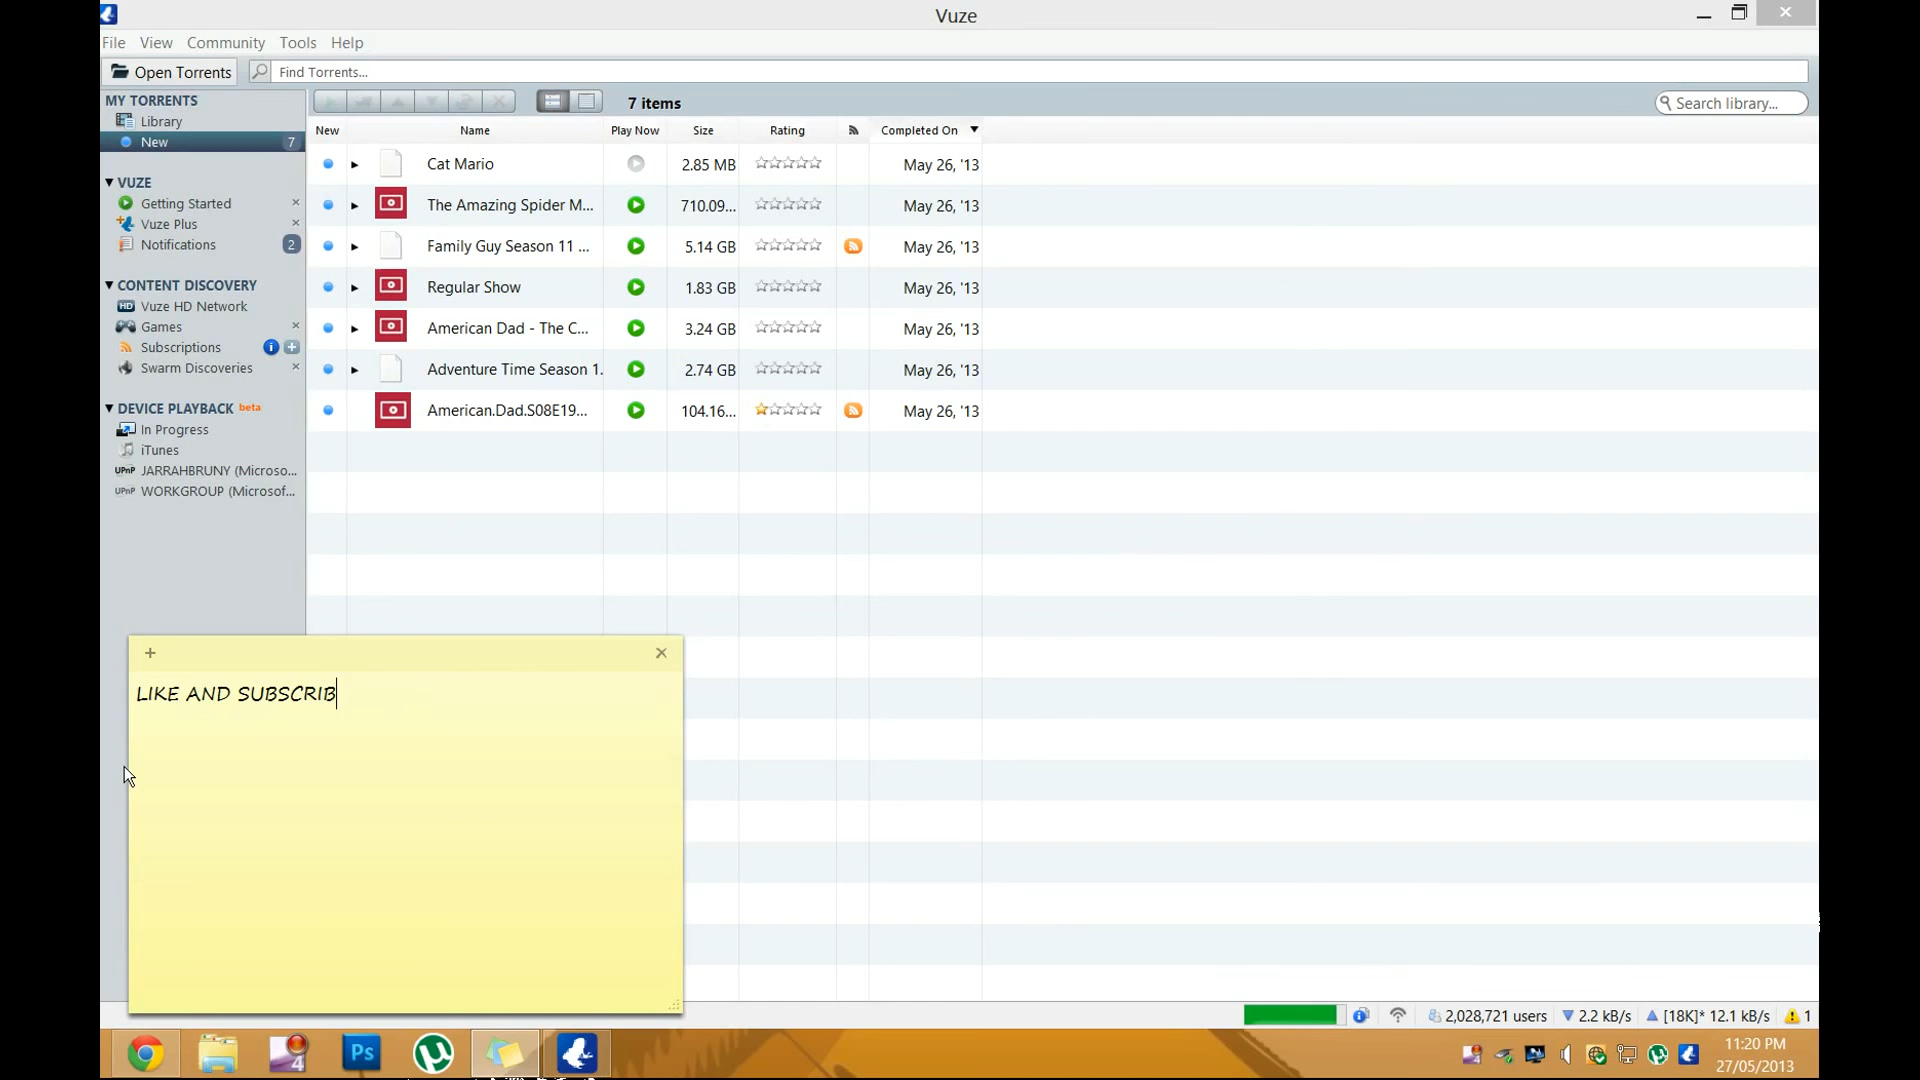 Vuze
File View Community Tools Help
Open Torrents Find Torrents...
MY TORRENTS
Library
New 7
VUZE
Getting Started
Vuze Plus
Notifications 2
CONTENT DISCOVERY
HD Vuze HD Network
Games
Subscriptions
Swarm Discoveries
DEVICE PLAYBACK beta
In Progress
iTunes
UPnP JARRAHBRUNY (Microso...
UPnP WORKGROUP (Microsof...
7 items Search library...
New Name Play Now Size Rating Completed On
Cat Mario 2.85 MB May 26, '13
The Amazing Spider M... 710.09... May 26, '13
Family Guy Season 11 ... 5.14 GB May 26, '13
Regular Show 1.83 GB May 26, '13
American Dad - The C... 3.24 GB May 26, '13
Adventure Time Season 1. 2.74 GB May 26, '13
American.Dad.S08E19... 104.16... May 26, '13
LIKE AND SUBSCRIB
2,028,721 users 2.2 kB/s [18K]* 12.1 kB/s 1
4 Ps
11:20 PM
27/05/2013